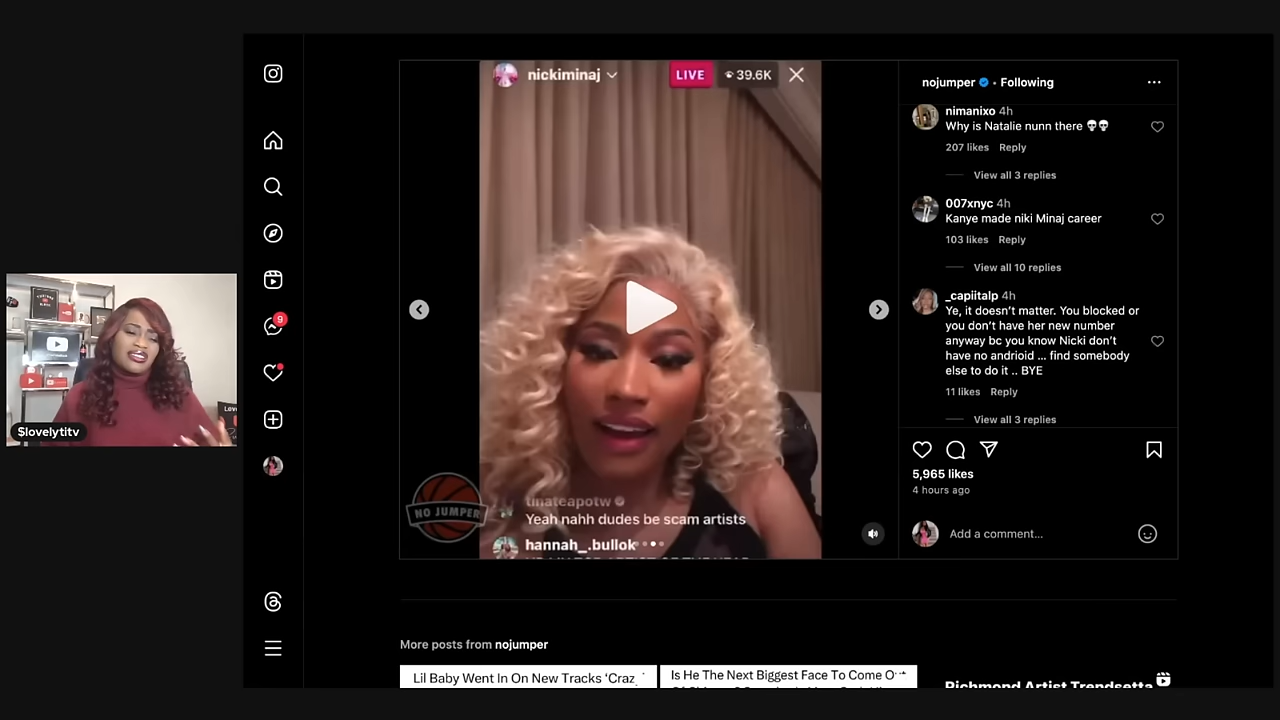 nickiminaj
LIVE
39.6K
NO JUMPER
tinateapotw
Yeah nahh dudes be scam artists
hannah_.bullok
nojumper • Following
nimanixo 4h
Why is Natalie nunn there 💀💀
207 likes Reply
View all 3 replies
007xnyc 4h
Kanye made niki Minaj career
103 likes Reply
View all 10 replies
_capiitalp 4h
Ye, it doesn't matter. You blocked or
you don't have her new number
anyway bc you know Nicki don't
have no andrioid ... find somebody
else to do it .. BYE
11 likes Reply
View all 3 replies
5,965 likes
4 hours ago
Add a comment...
9
$lovelytitv
More posts from nojumper
Lil Baby Went In On New Tracks 'Craz
Is He The Next Biggest Face To Come Out
Richmond Artist Trendsetta